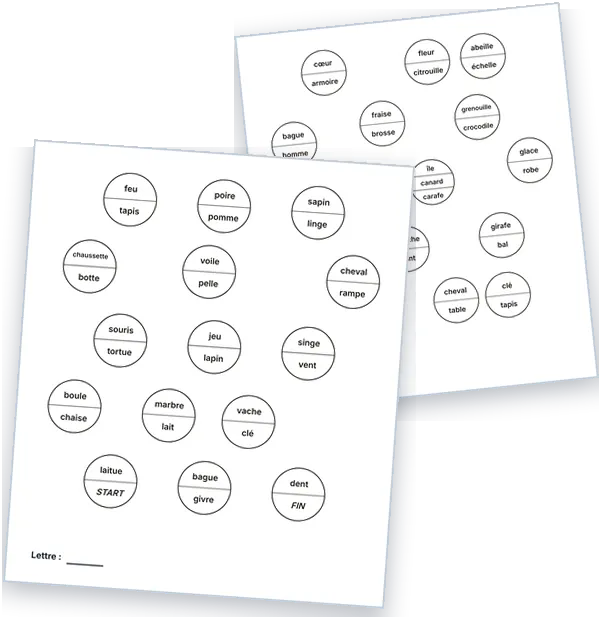 cœur
armoire
fleur
citrouille
abeille
échelle
fraise
brosse
grenouille
crocodile
bague
homme
glace
robe
île
canard
carafe
girafe
bal
cheval
table
clé
tapis
feu
tapis
poire
pomme
sapin
linge
chaussette
botte
voile
pelle
cheval
rampe
souris
tortue
jeu
lapin
singe
vent
boule
chaise
marbre
lait
vache
clé
laitue
START
bague
givre
dent
FIN
Lettre :